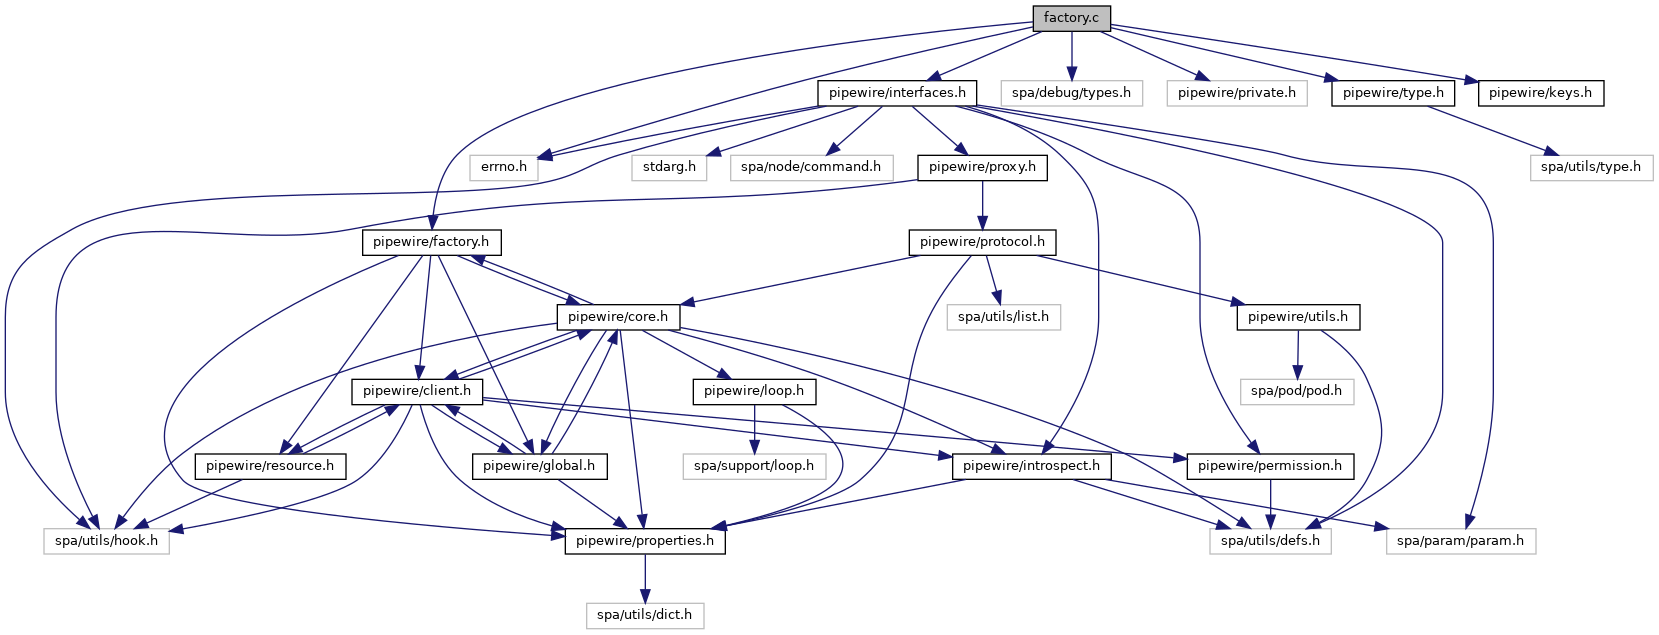 factory.c
pipewire/interfaces.h
spa/debug/types.h
pipewire/private.h
pipewire/type.h
pipewire/keys.h
errno.h
stdarg.h
spa/node/command.h
pipewire/proxy.h
spa/utils/type.h
pipewire/factory.h
pipewire/protocol.h
pipewire/core.h
spa/utils/list.h
pipewire/utils.h
pipewire/client.h
pipewire/loop.h
spa/pod/pod.h
pipewire/resource.h
pipewire/global.h
spa/support/loop.h
pipewire/introspect.h
pipewire/permission.h
spa/utils/hook.h
pipewire/properties.h
spa/utils/defs.h
spa/param/param.h
spa/utils/dict.h